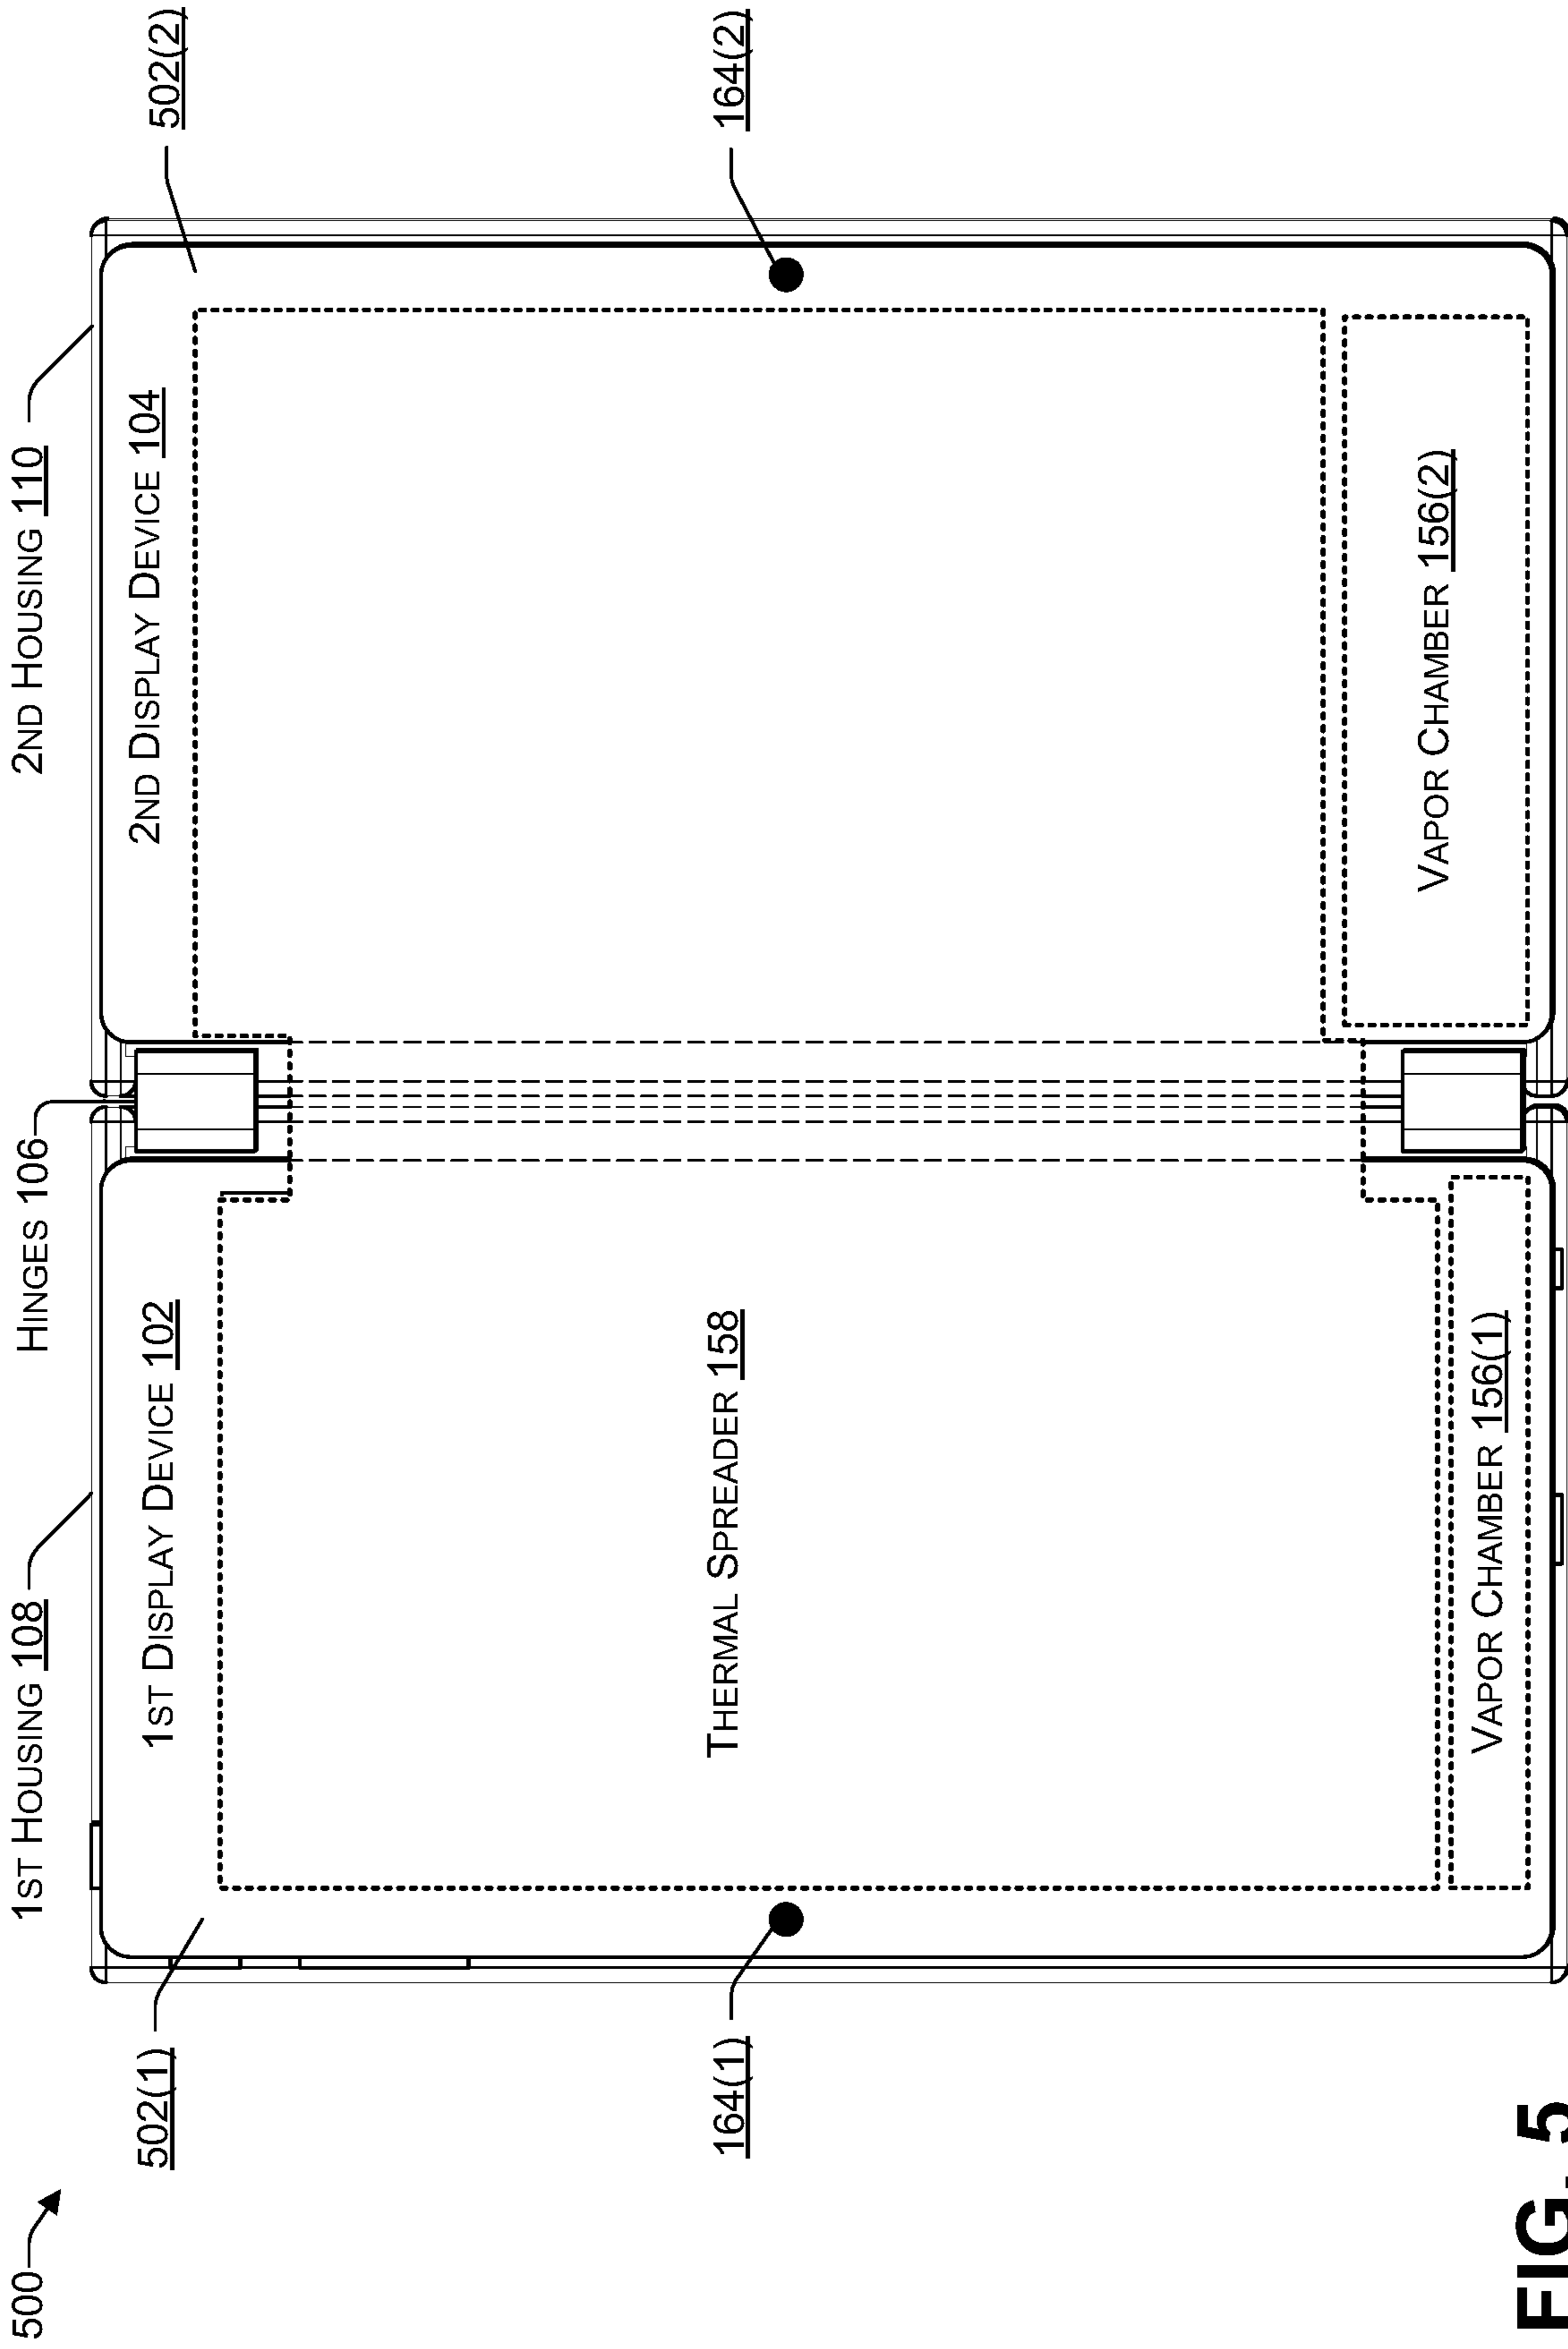 500
1ST HOUSING 108
HINGES 106
2ND HOUSING 110
502(1)
1ST DISPLAY DEVICE 102
2ND DISPLAY DEVICE 104
502(2)
164(1)
THERMAL SPREADER 158
164(2)
VAPOR CHAMBER 156(1)
VAPOR CHAMBER 156(2)
FIG. 5